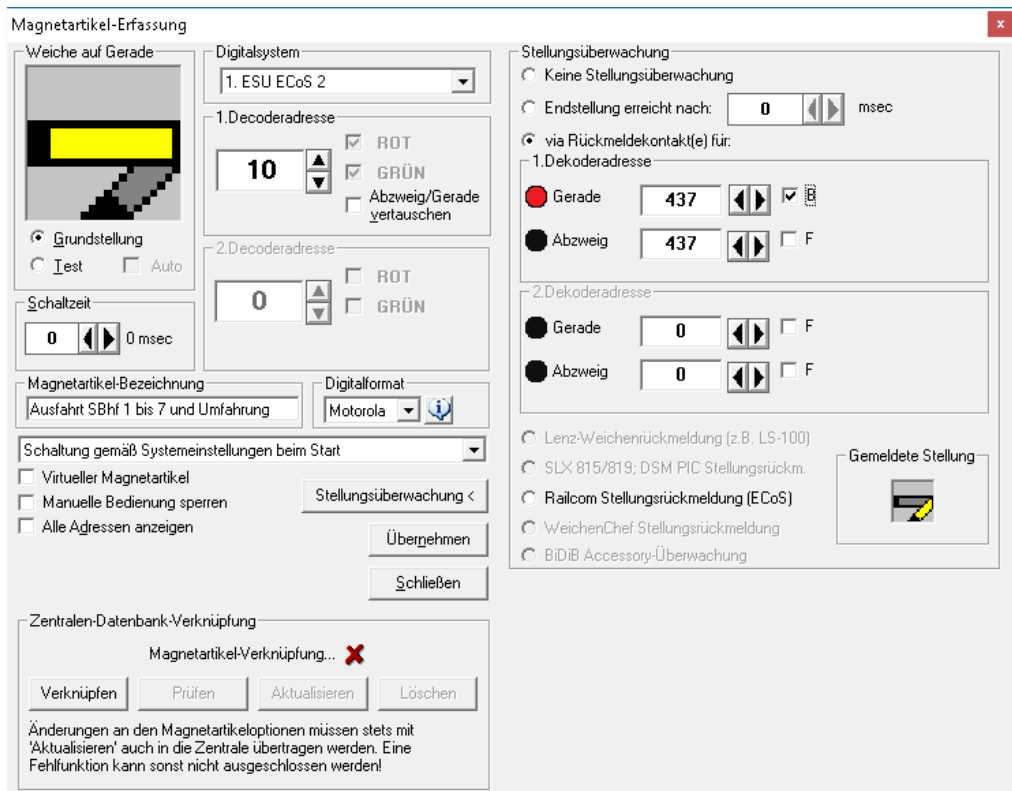 Magnetartikel-Erfassung
x
Weiche auf Gerade
Grundstellung
Test
Auto
Schaltzeit
0
0 msec
Digitalsystem
1. ESU ECoS 2
1.Decoderadresse
10
ROT
GRÜN
Abzweig/Gerade
vertauschen
2.Decoderadresse
0
ROT
GRÜN
Magnetartikel-Bezeichnung
Ausfahrt SBhf 1 bis 7 und Umfahrung
Digitalformat
Motorola
Schaltung gemäß Systemeinstellungen beim Start
Virtueller Magnetartikel
Manuelle Bedienung sperren
Alle Adressen anzeigen
Stellungsüberwachung <
Übernehmen
Schließen
Zentralen-Datenbank-Verknüpfung
Magnetartikel-Verknüpfung...
Verknüpfen
Prüfen
Aktualisieren
Löschen
Änderungen an den Magnetartikeloptionen müssen stets mit
'Aktualisieren' auch in die Zentrale übertragen werden. Eine
Fehlfunktion kann sonst nicht ausgeschlossen werden!
Stellungsüberwachung
Keine Stellungsüberwachung
Endstellung erreicht nach: 0 msec
via Rückmeldekontakt(e) für:
1.Dekoderadresse
Gerade 437 B
Abzweig 437 F
2.Dekoderadresse
Gerade 0 F
Abzweig 0 F
Lenz-Weichenrückmeldung (z.B. LS-100)
SLX 815/819; DSM PIC Stellungsrückm.
Railcom Stellungsrückmeldung (ECoS)
WeichenChef Stellungsrückmeldung
BiDiB Accessory-Überwachung
Gemeldete Stellung